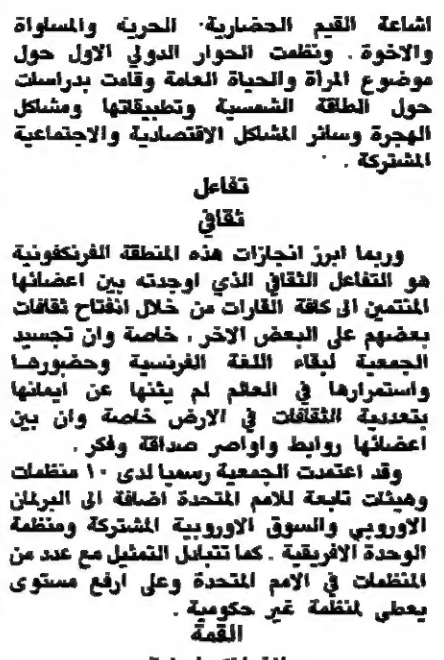 اشاعة القيم الحضارية· الحرية والمساواة
والاخوة . ونظمت الحوار الدولي الاول حول
موضوع المرأة والحياة العامة وقامت بدراسات
حول الطاقة الشمسية وتطبيقاتها ومشاكل
الهجرة وسائر المشاكل الاقتصادية والاجتماعية
المشتركة .
تفاعل
ثقافي
وربما ابرز انجازات هذه المنطقة الفرنكفونية
هو التفاعل الثقافي الذي اوجدته بين اعضائها
المنتمين الى كافة القارات من خلال انفتاح ثقافات
بعضهم على البعض الاخر ، خاصة وان تجسيد
الجمعية لبقاء اللغة الفرنسية وحضورها
واستمرارها في العالم لم يثنها عن ايمانها
بتعددية الثقافات في الارض خاصة وان بين
اعضائها روابط واواصر صداقة وفكر .
وقد اعتمدت الجمعية رسميا لدى ١٠ منظمات
وهيئات تابعة للامم المتحدة اضافة الى البرلمان
الاوروبي والسوق الاوروبية المشتركة ومنظمة
الوحدة الافريقية . كما تتبادل التمثيل مع عدد من
المنظمات في الامم المتحدة وعلى ارفع مستوى
يعطى لمنظمة غير حكومية .
القمة